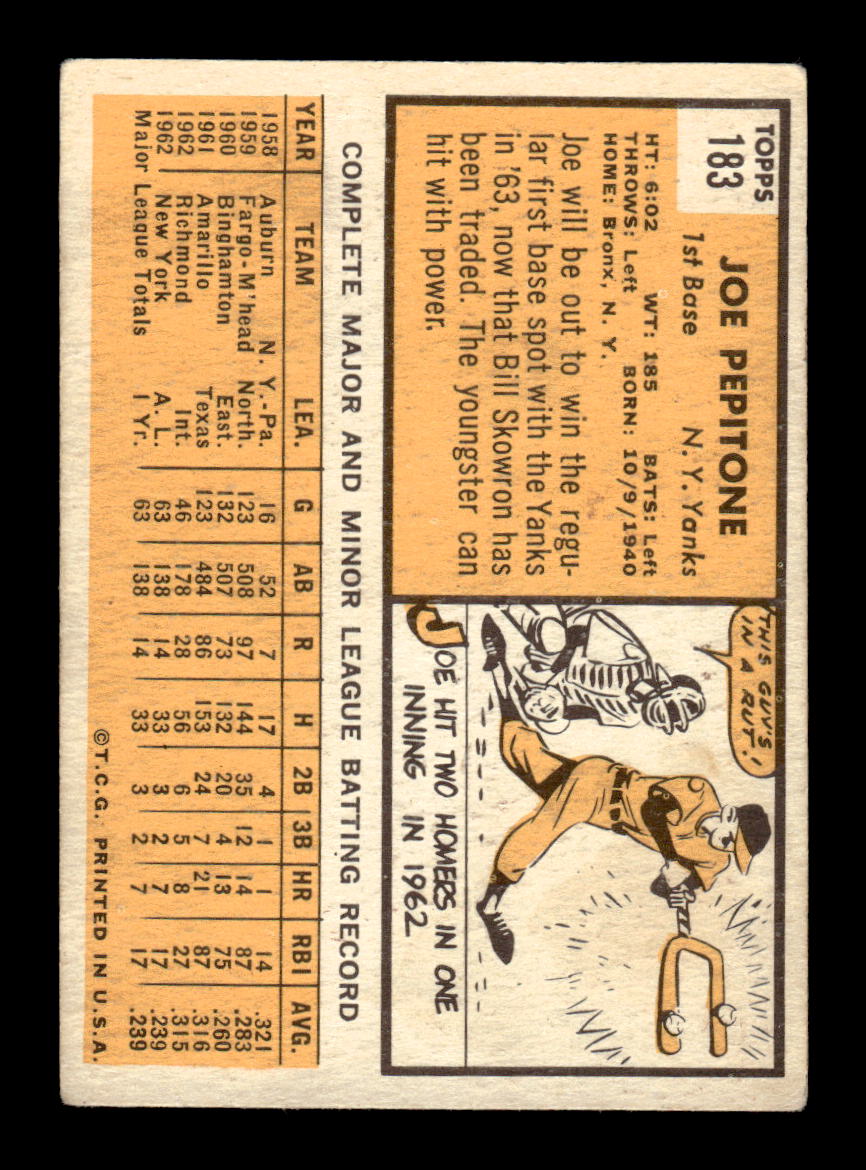 TOPPS
183
JOE PEPITONE
1st Base N. Y. Yanks
HT: 6:02 WT: 185 BATS: Left
THROWS: Left BORN: 10/9/1940
HOME: Bronx, N. Y.
Joe will be out to win the regu-
lar first base spot with the Yanks
in '63, now that Bill Skowron has
been traded. The youngster can
hit with power.
THIS GUY'S
IN A RUT!
JOE HIT TWO HOMERS IN ONE
INNING IN 1962
COMPLETE MAJOR AND MINOR LEAGUE BATTING RECORD
YEAR TEAM LEA. G AB R H 2B 3B HR RBI AVG.
1958 Auburn N. Y.-Pa. 16 52 7 17 4 1 1 14 .321
1959 Fargo-M'head North. 123 508 97 144 35 12 14 87 .283
1960 Binghamton East. 132 507 73 132 20 4 13 75 .260
1961 Amarillo Texas 123 484 86 153 24 7 21 87 .316
1962 Richmond Int. 46 178 28 56 6 5 8 27 .315
1962 New York A. L. 63 138 14 33 3 2 7 17 .239
Major League Totals 1 Yr. 63 138 14 33 3 2 7 17 .239
©T.C.G. PRINTED IN U.S.A.